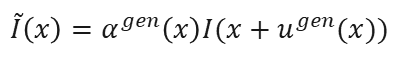 Ĩ(x) = α^{gen}(x)I(x + u^{gen}(x))